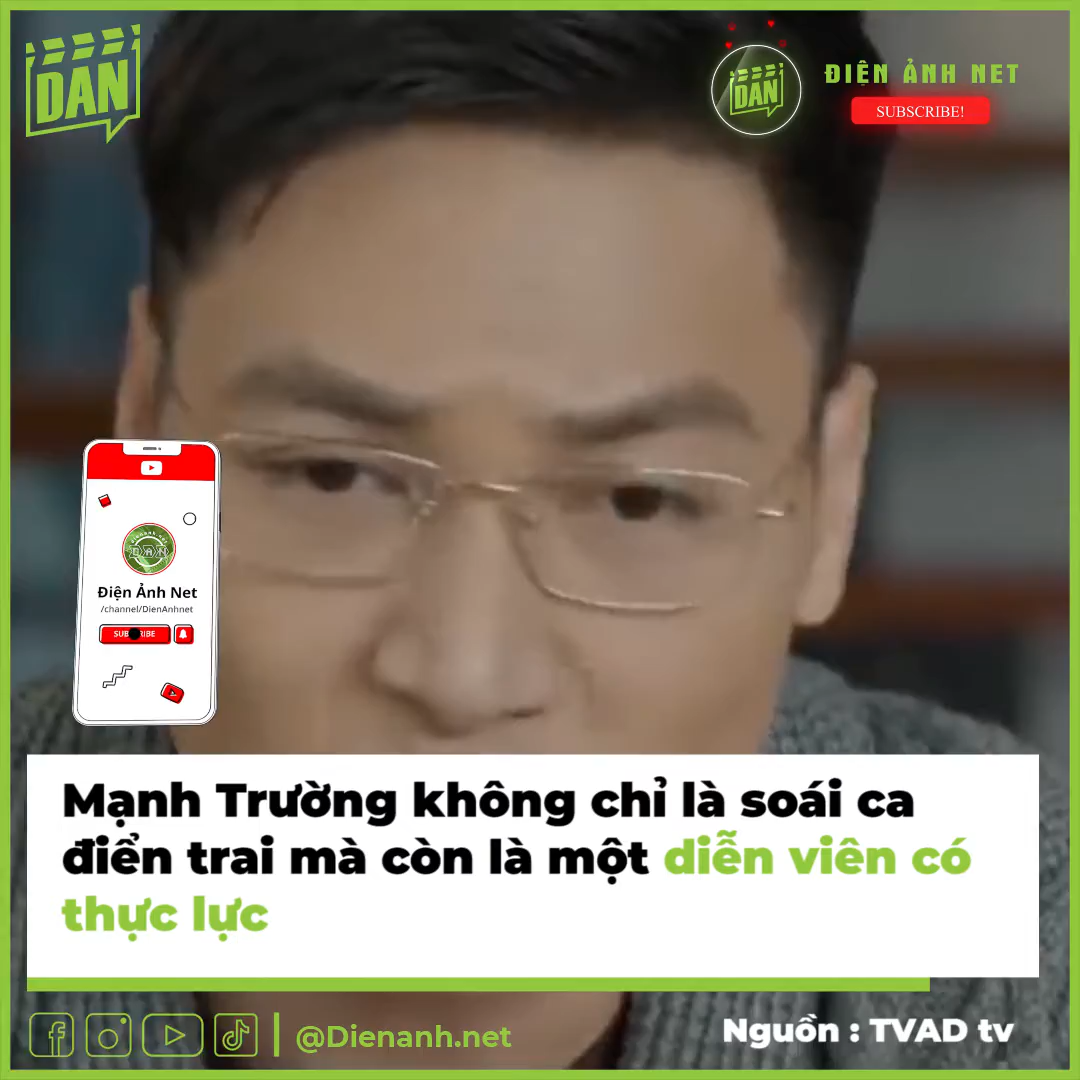 DAN
DAN
ĐIỆN ẢNH NET
SUBSCRIBE!
Điện Ảnh Net
/channel/DienAnhnet
Mạnh Trường không chỉ là soái ca
điển trai mà còn là một diễn viên có
thực lực
@Dienanh.net
Nguồn : TVAD tv